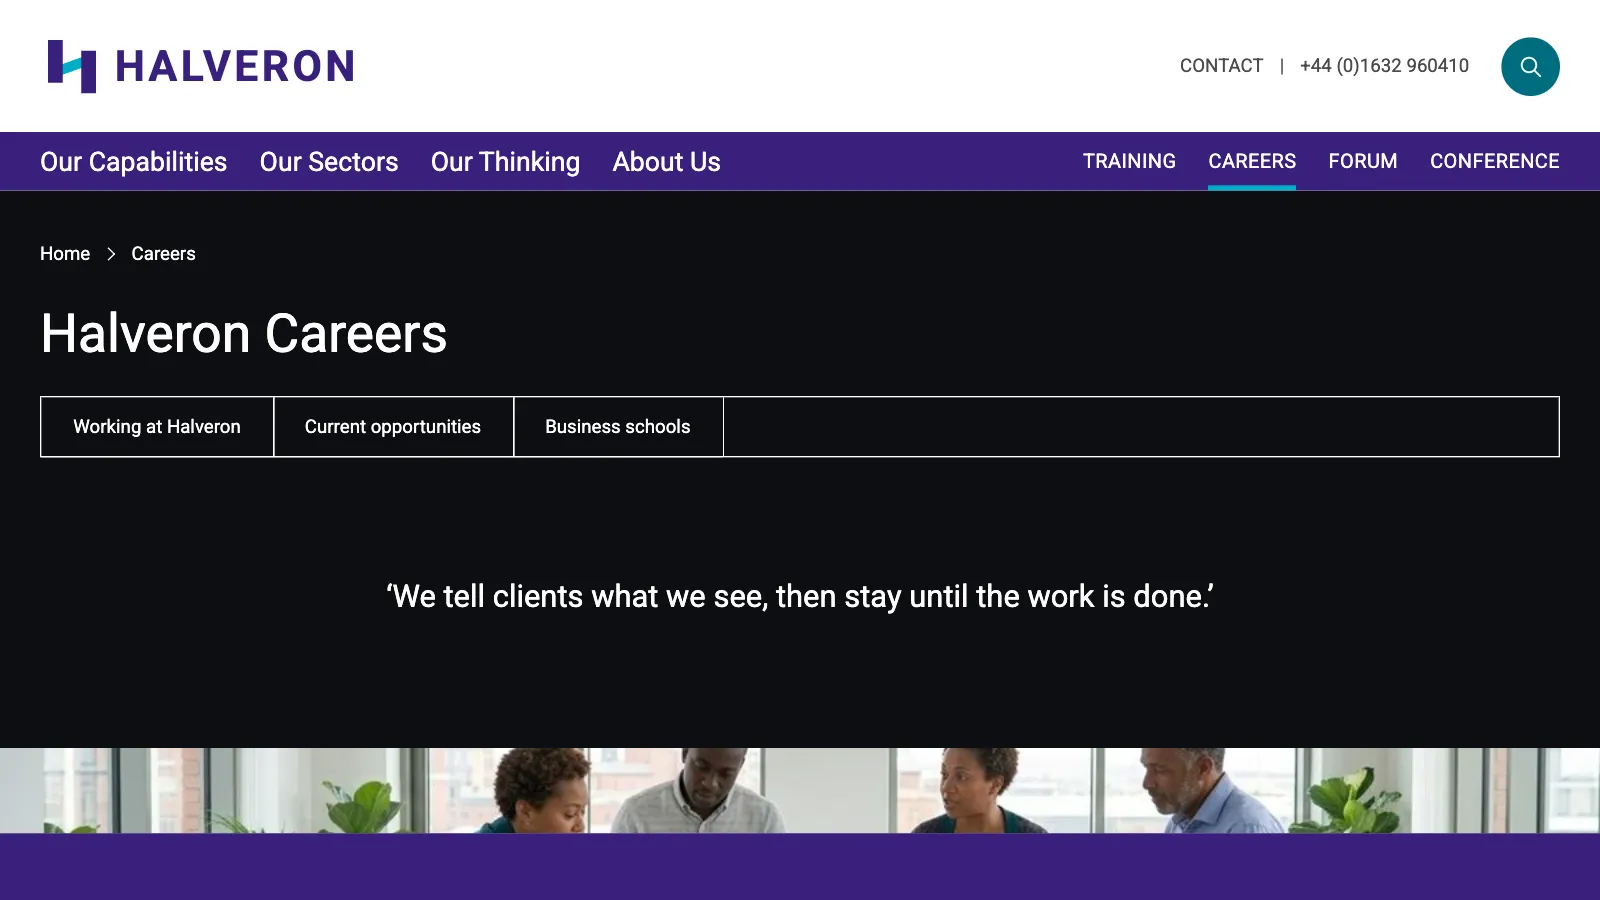 HALVERON
CONTACT | +44 (0)1632 960410
Our Capabilities Our Sectors Our Thinking About Us TRAINING CAREERS FORUM CONFERENCE
Home > Careers
Halveron Careers
Working at Halveron Current opportunities Business schools
‘We tell clients what we see, then stay until the work is done.’